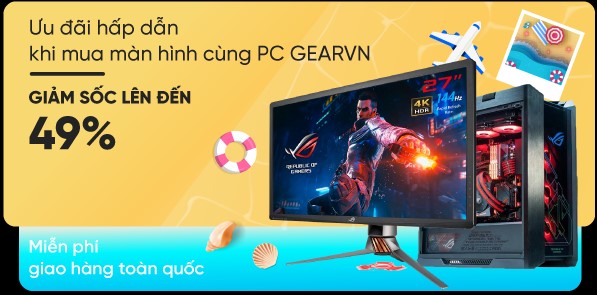 Ưu đãi hấp dẫn
khi mua màn hình cùng PC GEARVN
GIẢM SỐC LÊN ĐẾN
49%
27"
144Hz
4K
HDR
REPUBLIC OF
GAMERS
Miễn phí
giao hàng toàn quốc